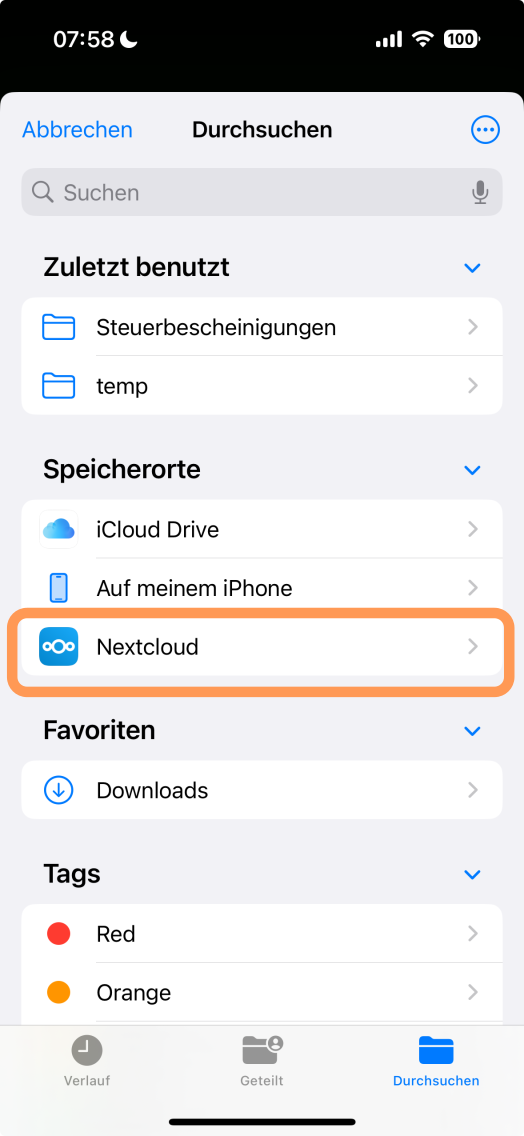 07:58
100
Abbrechen
Durchsuchen
Suchen
Zuletzt benutzt
Steuerbescheinigungen
temp
Speicherorte
iCloud Drive
Auf meinem iPhone
Nextcloud
Favoriten
Downloads
Tags
Red
Orange
Verlauf
Geteilt
Durchsuchen